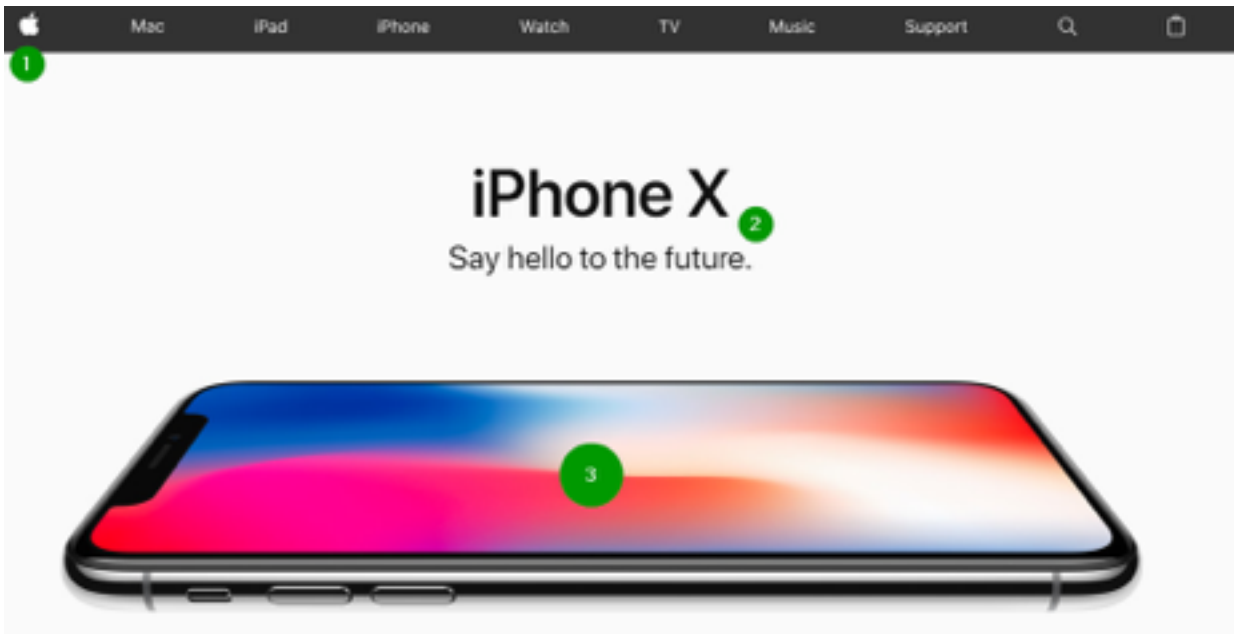 Mac iPad iPhone Watch TV Music Support
1
iPhone X
2
Say hello to the future.
3